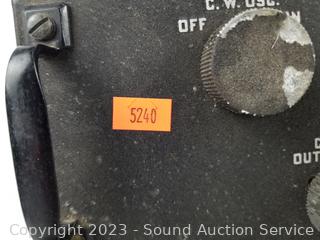 C. W. OSC.
OFF
5240
OUT
Copyright 2023 - Sound Auction Service